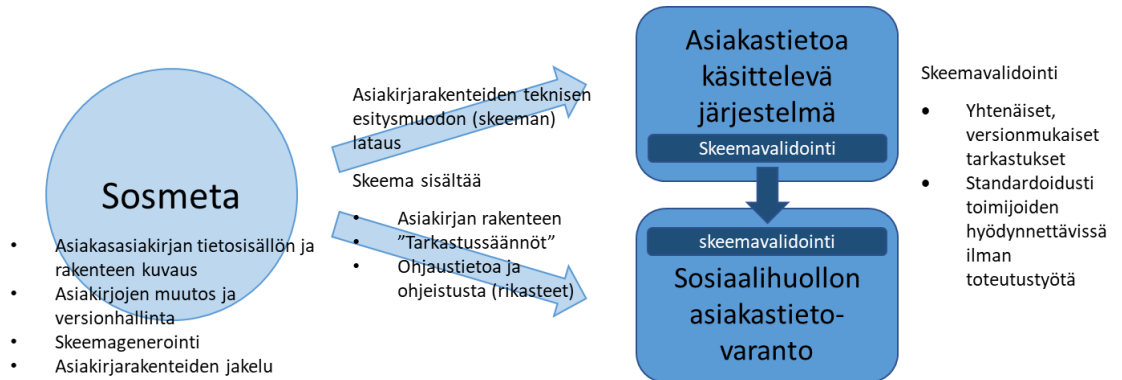 Sosmeta
• Asiakasasiakirjan tietosisällön ja
rakenteen kuvaus
• Asiakirjojen muutos ja
versionhallinta
• Skeemagenerointi
• Asiakirjarakenteiden jakelu
Asiakirjarakenteiden teknisen
esitysmuodon (skeeman)
lataus
Skeema sisältää
• Asiakirjan rakenteen
• ”Tarkastussäännöt”
• Ohjaustietoa ja
ohjeistusta (rikasteet)
Asiakastietoa
käsittelevä
järjestelmä
Skeemavalidointi
skeemavalidointi
Sosiaalihuollon
asiakastieto-
varanto
Skeemavalidointi
• Yhtenäiset,
versionmukaiset
tarkastukset
• Standardoidusti
toimijoiden
hyödynnettävissä
ilman
toteutustyötä